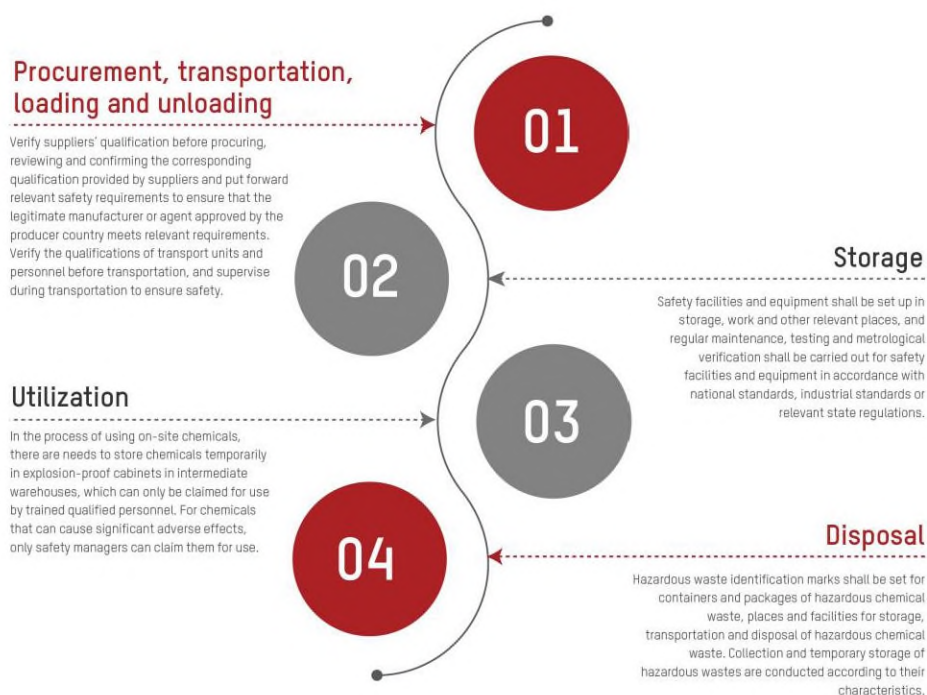 Procurement, transportation,
loading and unloading
Verify suppliers' qualification before procuring,
reviewing and confirming the corresponding
qualification provided by suppliers and put forward
relevant safety requirements to ensure that the
legitimate manufacturer or agent approved by the
producer country meets relevant requirements.
Verify the qualifications of transport units and
personnel before transportation, and supervise
during transportation to ensure safety.
01
02
Storage
Safety facilities and equipment shall be set up in
storage, work and other relevant places, and
regular maintenance, testing and metrological
verification shall be carried out for safety
facilities and equipment in accordance with
national standards, industrial standards or
relevant state regulations.
Utilization
In the process of using on-site chemicals,
there are needs to store chemicals temporarily
in explosion-proof cabinets in intermediate
warehouses, which can only be claimed for use
by trained qualified personnel. For chemicals
that can cause significant adverse effects,
only safety managers can claim them for use.
03
04
Disposal
Hazardous waste identification marks shall be set for
containers and packages of hazardous chemical
waste, places and facilities for storage,
transportation and disposal of hazardous chemical
waste. Collection and temporary storage of
hazardous wastes are conducted according to their
characteristics.